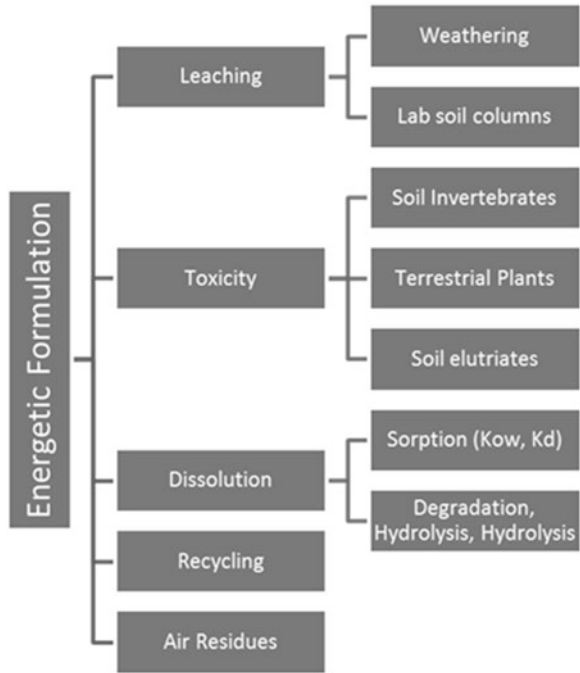 Energetic Formulation
Leaching
Weathering
Lab soil columns
Toxicity
Soil Invertebrates
Terrestrial Plants
Soil elutriates
Dissolution
Sorption (Kow, Kd)
Degradation,
Hydrolysis, Hydrolysis
Recycling
Air Residues